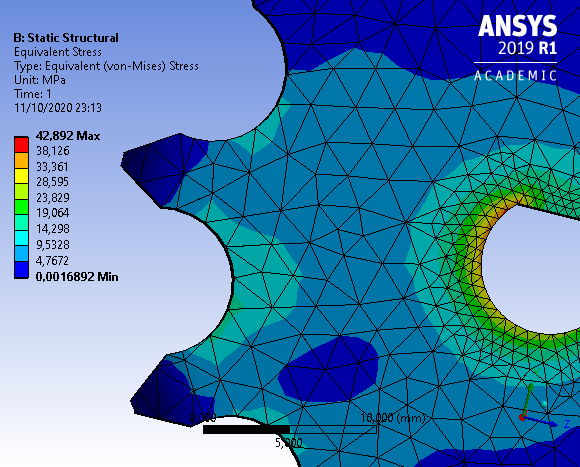 B: Static Structural
Equivalent Stress
Type: Equivalent (von-Mises) Stress
Unit: MPa
Time: 1
11/10/2020 23:13
42,892 Max
38,126
33,361
28,595
23,829
19,064
14,298
9,5328
4,7672
0,0016892 Min
ANSYS
2019 R1
ACADEMIC
10,000 (mm)
5,000
Z